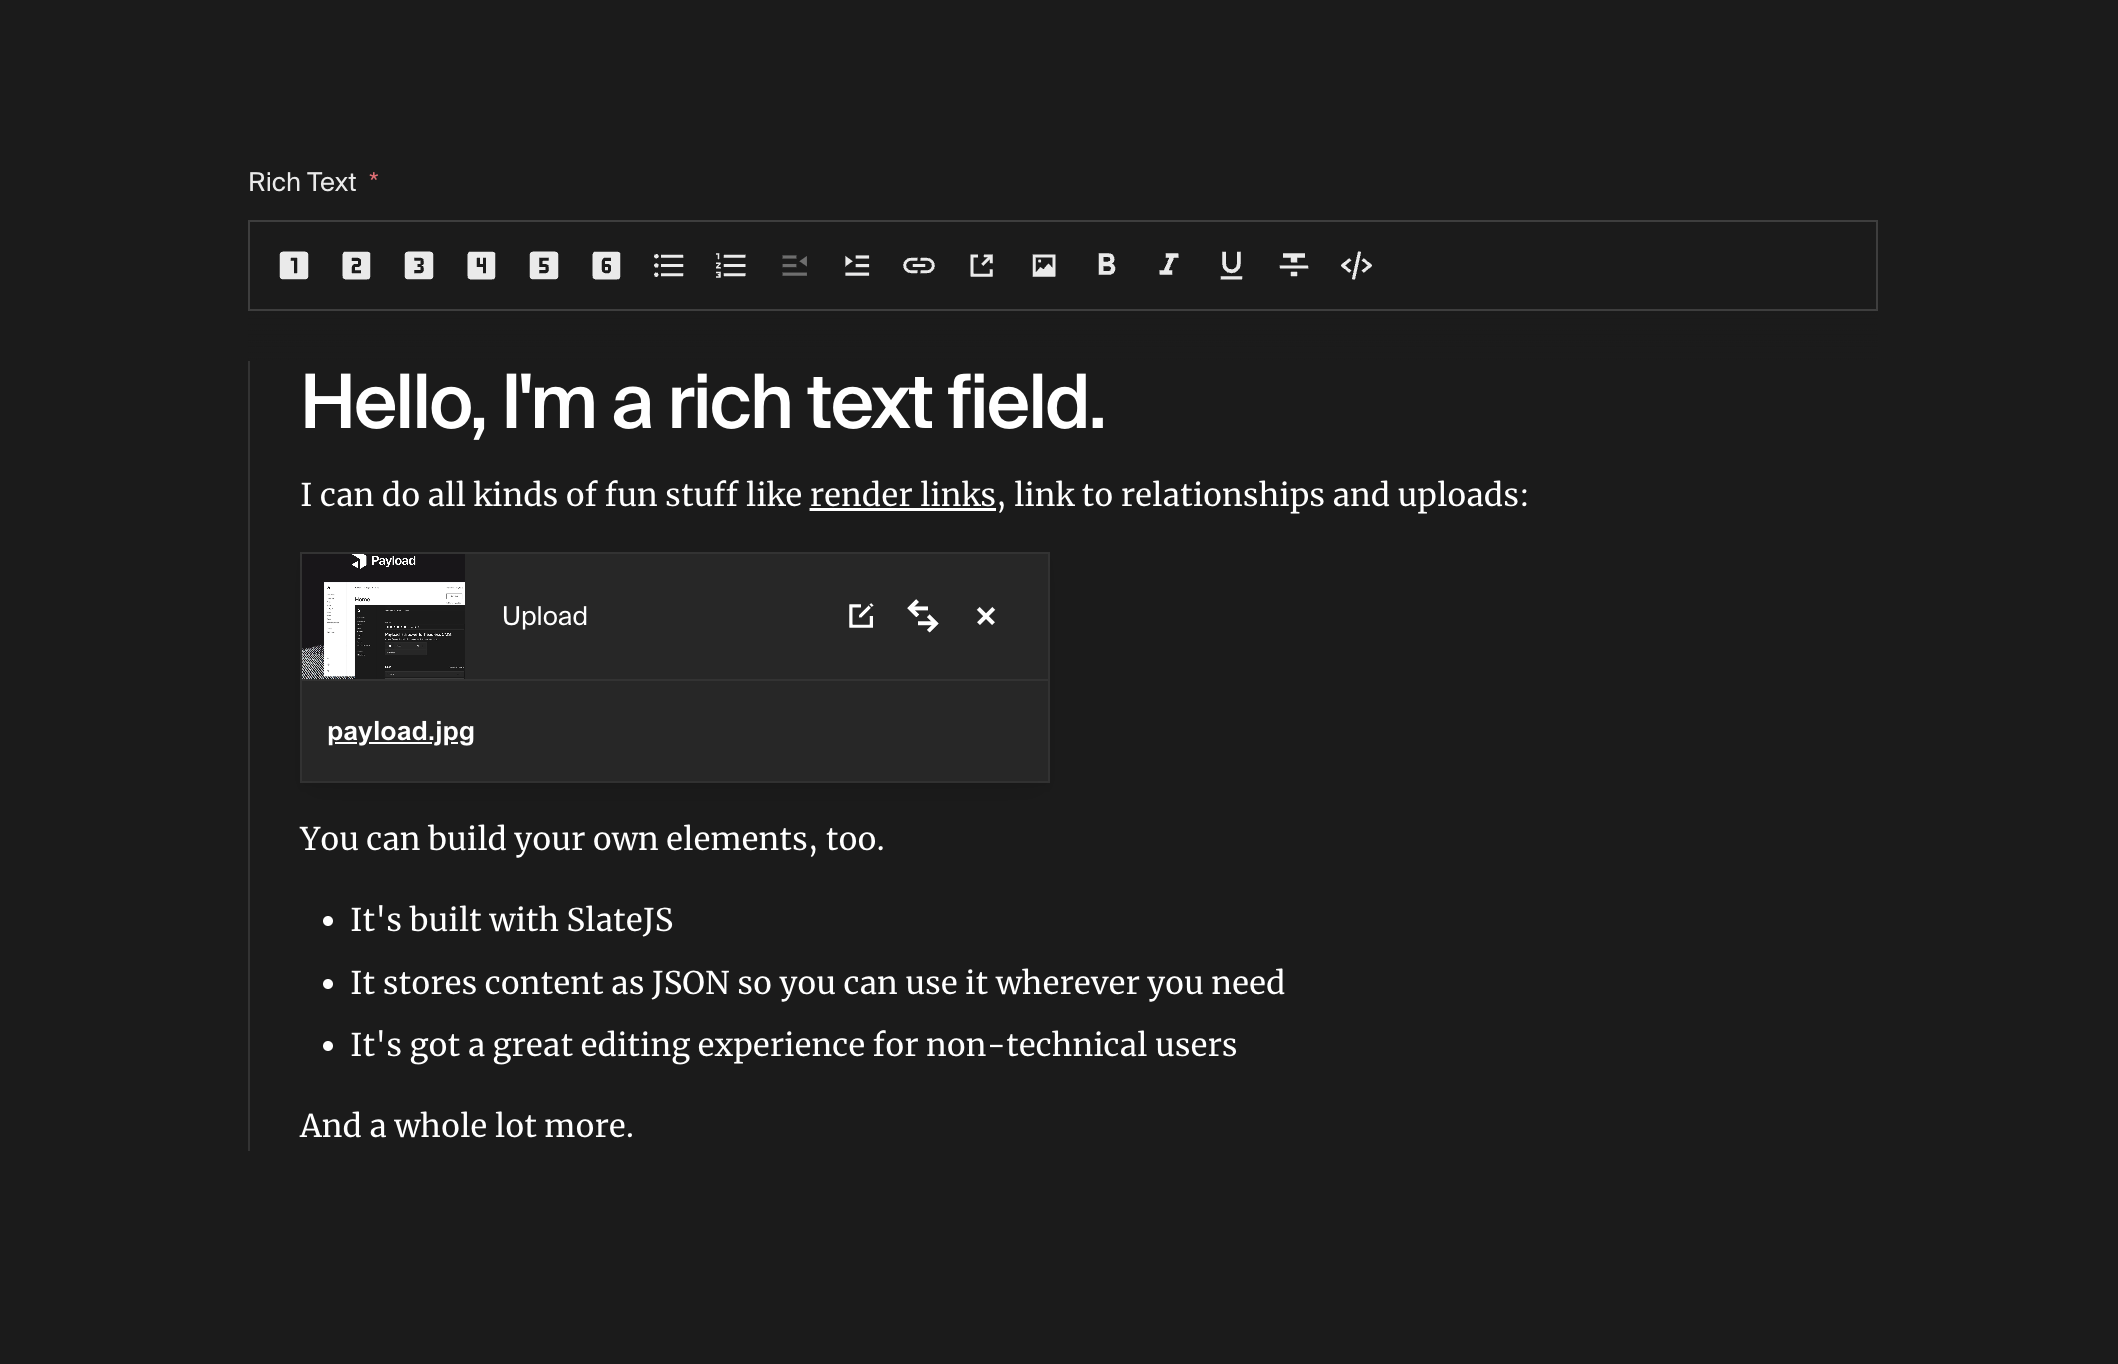 Rich Text *
1 2 3 4 5 6 B I U </>
Hello, I'm a rich text field.
I can do all kinds of fun stuff like render links, link to relationships and uploads:
Payload
Home
Upload
payload.jpg
You can build your own elements, too.
• It's built with SlateJS
• It stores content as JSON so you can use it wherever you need
• It's got a great editing experience for non-technical users
And a whole lot more.